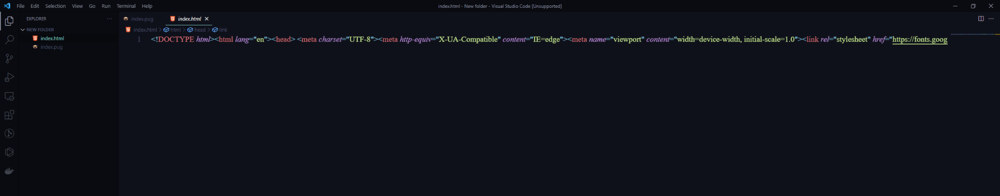 File Edit Selection View Go Run Terminal Help
index.html - New folder - Visual Studio Code [Unsupported]
EXPLORER
NEW FOLDER
index.html
index.pug
index.pug
index.html
index.html > html > head > link
1 <!DOCTYPE html><html lang="en"><head> <meta charset="UTF-8"><meta http-equiv="X-UA-Compatible" content="IE=edge"><meta name="viewport" content="width=device-width, initial-scale=1.0"><link rel="stylesheet" href="https://fonts.goog